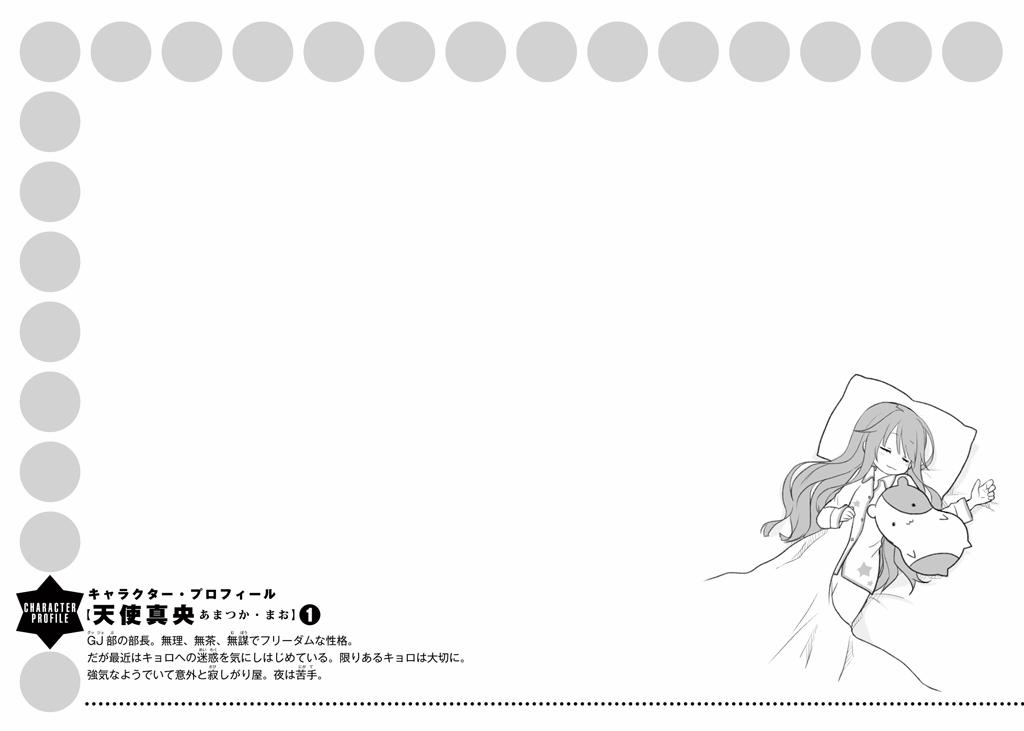 CHARACTER
PROFILE
キャラクター・プロフィール
【天使真央 あまつか・まお】❶
GJ部の部長。無理、無茶、無謀でフリーダムな性格。
だが最近はキョロへの迷惑を気にしはじめている。限りあるキョロは大切に。
強気なようでいて意外と寂しがり屋。夜は苦手。